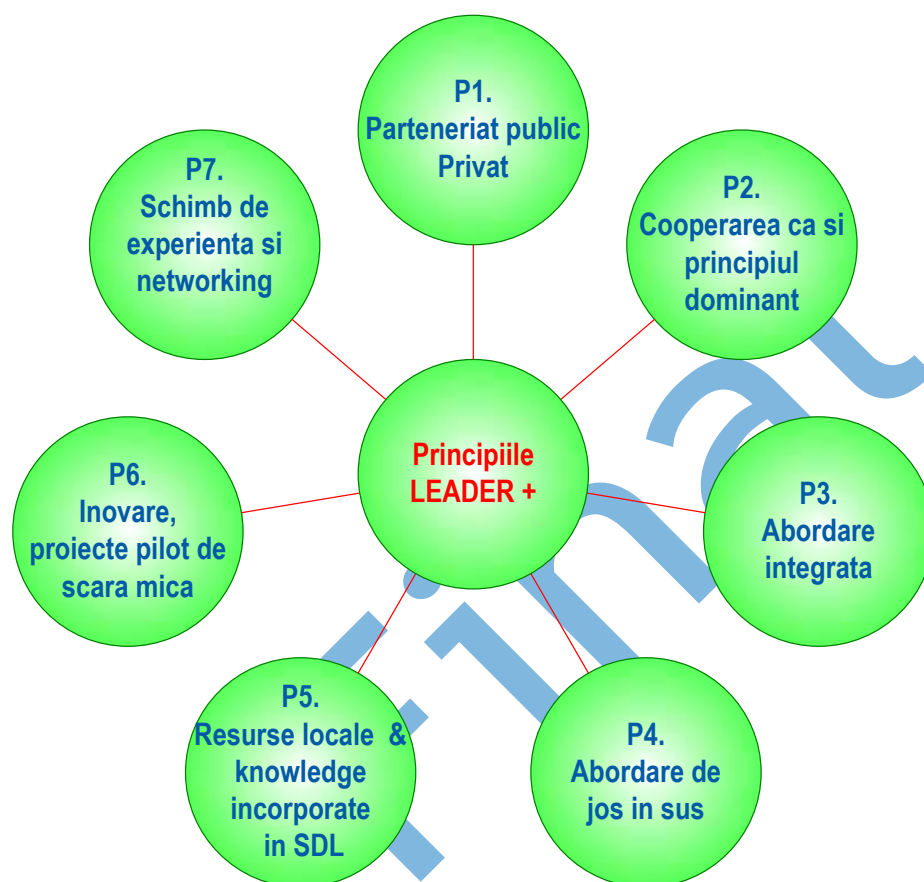 P1.
Parteneriat public
Privat
P2.
Cooperarea ca si
principiul
dominant
P3.
Abordare
integrata
P4.
Abordare de
jos in sus
P5.
Resurse locale &
knowledge
incorporate
in SDL
P6.
Inovare,
proiecte pilot de
scara mica
P7.
Schimb de
experienta si
networking
Principiile
LEADER +